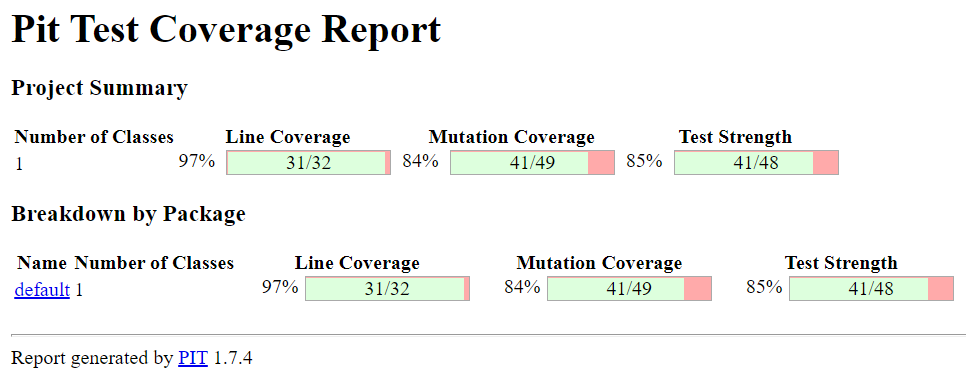 Pit Test Coverage Report
Project Summary
Number of Classes Line Coverage Mutation Coverage Test Strength
1 97% 31/32 84% 41/49 85% 41/48
Breakdown by Package
Name Number of Classes Line Coverage Mutation Coverage Test Strength
default 1 97% 31/32 84% 41/49 85% 41/48
Report generated by PIT 1.7.4